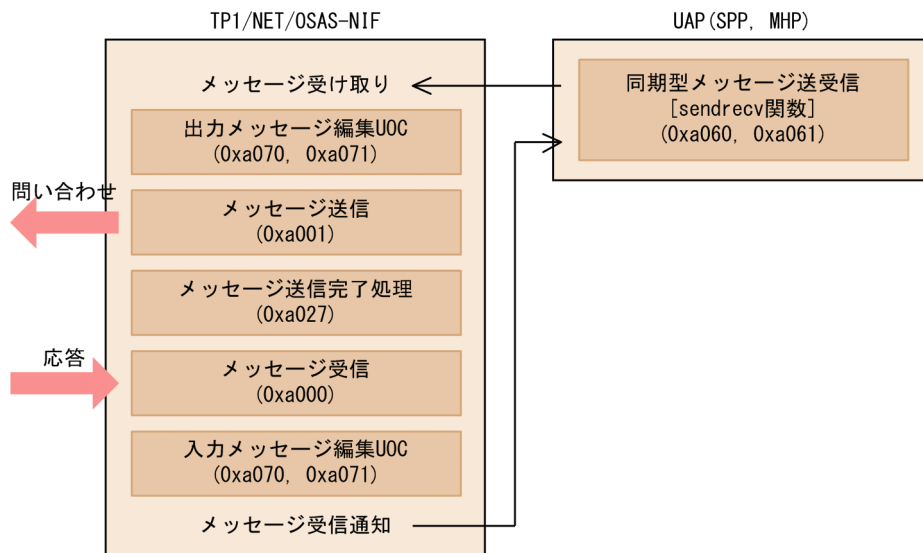 TP1/NET/OSAS-NIF
UAP(SPP, MHP)
メッセージ受け取り
同期型メッセージ送受信
[sendrecv関数]
(0xa060, 0xa061)
出力メッセージ編集UOC
(0xa070, 0xa071)
問い合わせ
メッセージ送信
(0xa001)
メッセージ送信完了処理
(0xa027)
応答
メッセージ受信
(0xa000)
入力メッセージ編集UOC
(0xa070, 0xa071)
メッセージ受信通知